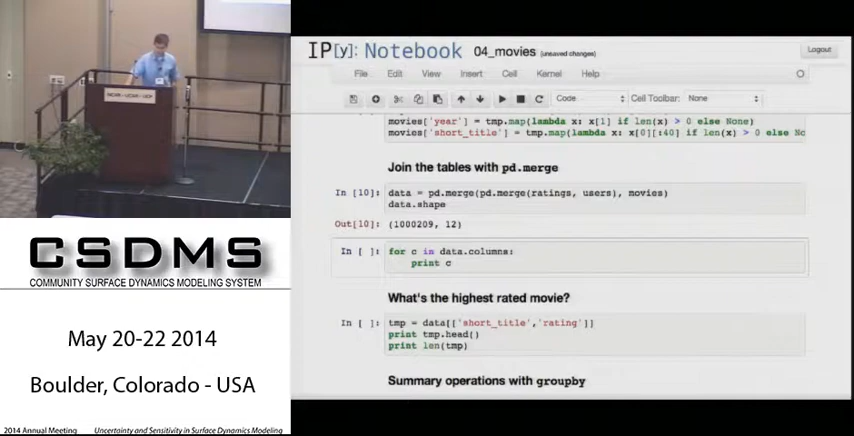 NCAR - UCAR - UCP
CSDMS
COMMUNITY SURFACE DYNAMICS MODELING SYSTEM
May 20-22 2014
Boulder, Colorado - USA
2014 Annual Meeting Uncertainty and Sensitivity in Surface Dynamics Modeling
IP[y]: Notebook 04_movies (unsaved changes)
Logout
File Edit View Insert Cell Kernel Help
Code Cell Toolbar: None
movies['year'] = tmp.map(lambda x: x[1] if len(x) > 0 else None)
movies['short_title'] = tmp.map(lambda x: x[0][:40] if len(x) > 0 else Nc
Join the tables with pd.merge
In [10]: data = pd.merge(pd.merge(ratings, users), movies)
data.shape
Out[10]: (1000209, 12)
In [ ]: for c in data.columns:
print c
What's the highest rated movie?
In [ ]: tmp = data[['short_title','rating']]
print tmp.head()
print len(tmp)
Summary operations with groupby